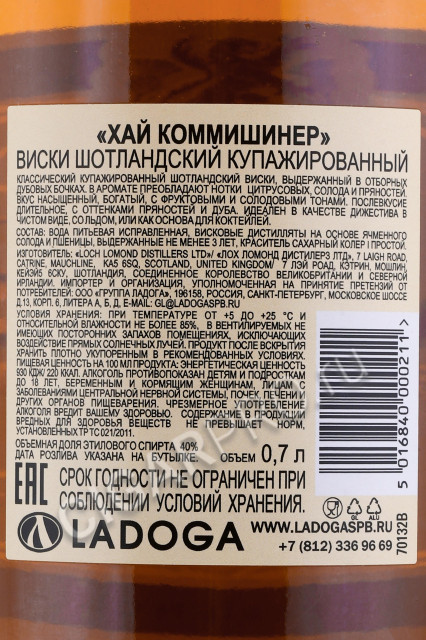 «ХАЙ КОММИШИНЕР»
ВИСКИ ШОТЛАНДСКИЙ КУПАЖИРОВАННЫЙ
КЛАССИЧЕСКИЙ КУПАЖИРОВАННЫЙ ШОТЛАНДСКИЙ ВИСКИ, ВЫДЕРЖАННЫЙ В ОТБОРНЫХ
ДУБОВЫХ БОЧКАХ. В АРОМАТЕ ПРЕОБЛАДАЮТ НОТКИ ЦИТРУСОВЫХ, СОЛОДА И ПРЯНОСТЕЙ.
ВКУС НАСЫЩЕННЫЙ, БОГАТЫЙ, С ФРУКТОВЫМИ И СОЛОДОВЫМИ ТОНАМИ. ПОСЛЕВКУСИЕ
ДЛИТЕЛЬНОЕ, С ОТТЕНКАМИ ПРЯНОСТЕЙ И ДУБА. ИДЕАЛЕН В КАЧЕСТВЕ ДИЖЕСТИВА В
ЧИСТОМ ВИДЕ, СО ЛЬДОМ, ИЛИ КАК ОСНОВА ДЛЯ КОКТЕЙЛЕЙ.
СОСТАВ: ВОДА ПИТЬЕВАЯ ИСПРАВЛЕННАЯ, ВИСКОВЫЕ ДИСТИЛЛЯТЫ НА ОСНОВЕ ЯЧМЕННОГО
СОЛОДА И ПШЕНИЦЫ, ВЫДЕРЖАННЫЕ НЕ МЕНЕЕ 3 ЛЕТ, КРАСИТЕЛЬ САХАРНЫЙ КОЛЕР I ПРОСТОЙ.
ИЗГОТОВИТЕЛЬ: «LOCH LOMOND DISTILLERS LTD»/ «ЛОХ ЛОМОНД ДИСТИЛЛЕРЗ ЛТД», 7 LAIGH ROAD,
CATRINE, MAUCHLINE, KA5 6SQ, SCOTLAND, UNITED KINGDOM/ 7 ЛЭЙ РОАД, КЭТРИН, МОШЛИН,
КЕЙЭЙ5 6СКУ, ШОТЛАНДИЯ, СОЕДИНЕННОЕ КОРОЛЕВСТВО ВЕЛИКОБРИТАНИИ И СЕВЕРНОЙ
ИРЛАНДИИ. ИМПОРТЕР И ОРГАНИЗАЦИЯ, УПОЛНОМОЧЕННАЯ НА ПРИНЯТИЕ ПРЕТЕНЗИЙ ОТ
ПОТРЕБИТЕЛЕЙ: ООО «ГРУППА ЛАДОГА», 196158, РОССИЯ, САНКТ-ПЕТЕРБУРГ, МОСКОВСКОЕ ШОССЕ
Д.13, КОРП. 6, ЛИТЕРА А, Б, Д, E-MAIL: GL@LADOGASPB.RU
УСЛОВИЯ ХРАНЕНИЯ: ПРИ ТЕМПЕРАТУРЕ ОТ +5 ДО +25 °С И
ОТНОСИТЕЛЬНОЙ ВЛАЖНОСТИ НЕ БОЛЕЕ 85%, В ВЕНТИЛИРУЕМЫХ НЕ
ИМЕЮЩИХ ПОСТОРОННИХ ЗАПАХОВ ПОМЕЩЕНИЯХ, ИСКЛЮЧАЮЩИХ
ВОЗДЕЙСТВИЕ ПРЯМЫХ СОЛНЕЧНЫХ ЛУЧЕЙ. ПРОДУКТ ПОСЛЕ ВСКРЫТИЯ
ХРАНИТЬ ПЛОТНО УКУПОРЕННЫМ В РЕКОМЕНДОВАННЫХ УСЛОВИЯХ.
ПИЩЕВАЯ ЦЕННОСТЬ НА 100 МЛ ПРОДУКТА: ЭНЕРГЕТИЧЕСКАЯ ЦЕННОСТЬ
930 КДЖ/ 220 ККАЛ. АЛКОГОЛЬ ПРОТИВОПОКАЗАН ДЕТЯМ И ПОДРОСТКАМ
ДО 18 ЛЕТ, БЕРЕМЕННЫМ И КОРМЯЩИМ ЖЕНЩИНАМ, ЛИЦАМ С
ЗАБОЛЕВАНИЯМИ ЦЕНТРАЛЬНОЙ НЕРВНОЙ СИСТЕМЫ, ПОЧЕК, ПЕЧЕНИ И
ДРУГИХ ОРГАНОВ ПИЩЕВАРЕНИЯ. ЧРЕЗМЕРНОЕ УПОТРЕБЛЕНИЕ
АЛКОГОЛЯ ВРЕДИТ ВАШЕМУ ЗДОРОВЬЮ. СОДЕРЖАНИЕ В ПРОДУКЦИИ
ВРЕДНЫХ ДЛЯ ЗДОРОВЬЯ ВЕЩЕСТВ НЕ ПРЕВЫШАЕТ НОРМ,
УСТАНОВЛЕННЫХ ТР ТС 021/2011.
ОБЪЕМНАЯ ДОЛЯ ЭТИЛОВОГО СПИРТА 40%
ДАТА РОЗЛИВА УКАЗАНА НА БУТЫЛКЕ. ОБЪЕМ 0,7 л
EAC СРОК ГОДНОСТИ НЕ ОГРАНИЧЕН ПРИ
СОБЛЮДЕНИИ УСЛОВИЙ ХРАНЕНИЯ.
LADOGA
5 016840 000211 >
GL ALU
WWW.LADOGASPB.RU
+7 (812) 336 96 69
70132B